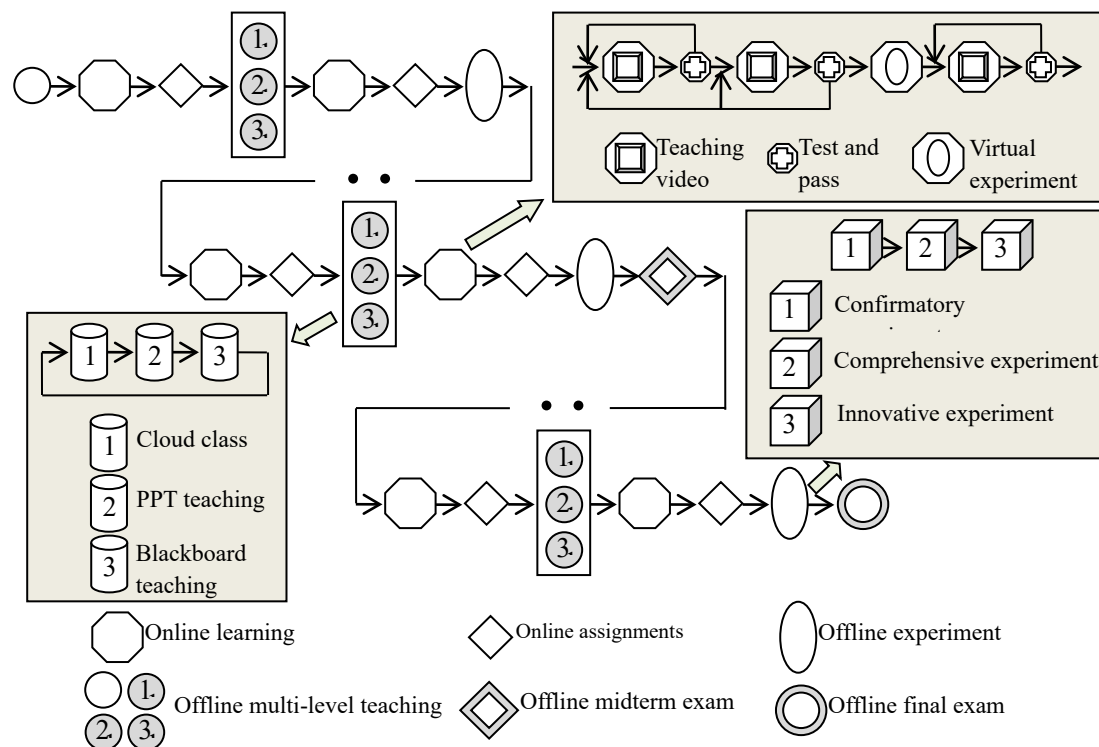 1.
2.
3.
Teaching
video
Test and
pass
Virtual
experiment
1.
2.
3.
1 2 3
1 Confirmatory
2 Comprehensive experiment
3 Innovative experiment
1 2 3
1 Cloud class
2 PPT teaching
3 Blackboard
teaching
1.
2.
3.
Online learning
Online assignments
Offline experiment
1.
2. 3.
Offline multi-level teaching
Offline midterm exam
Offline final exam